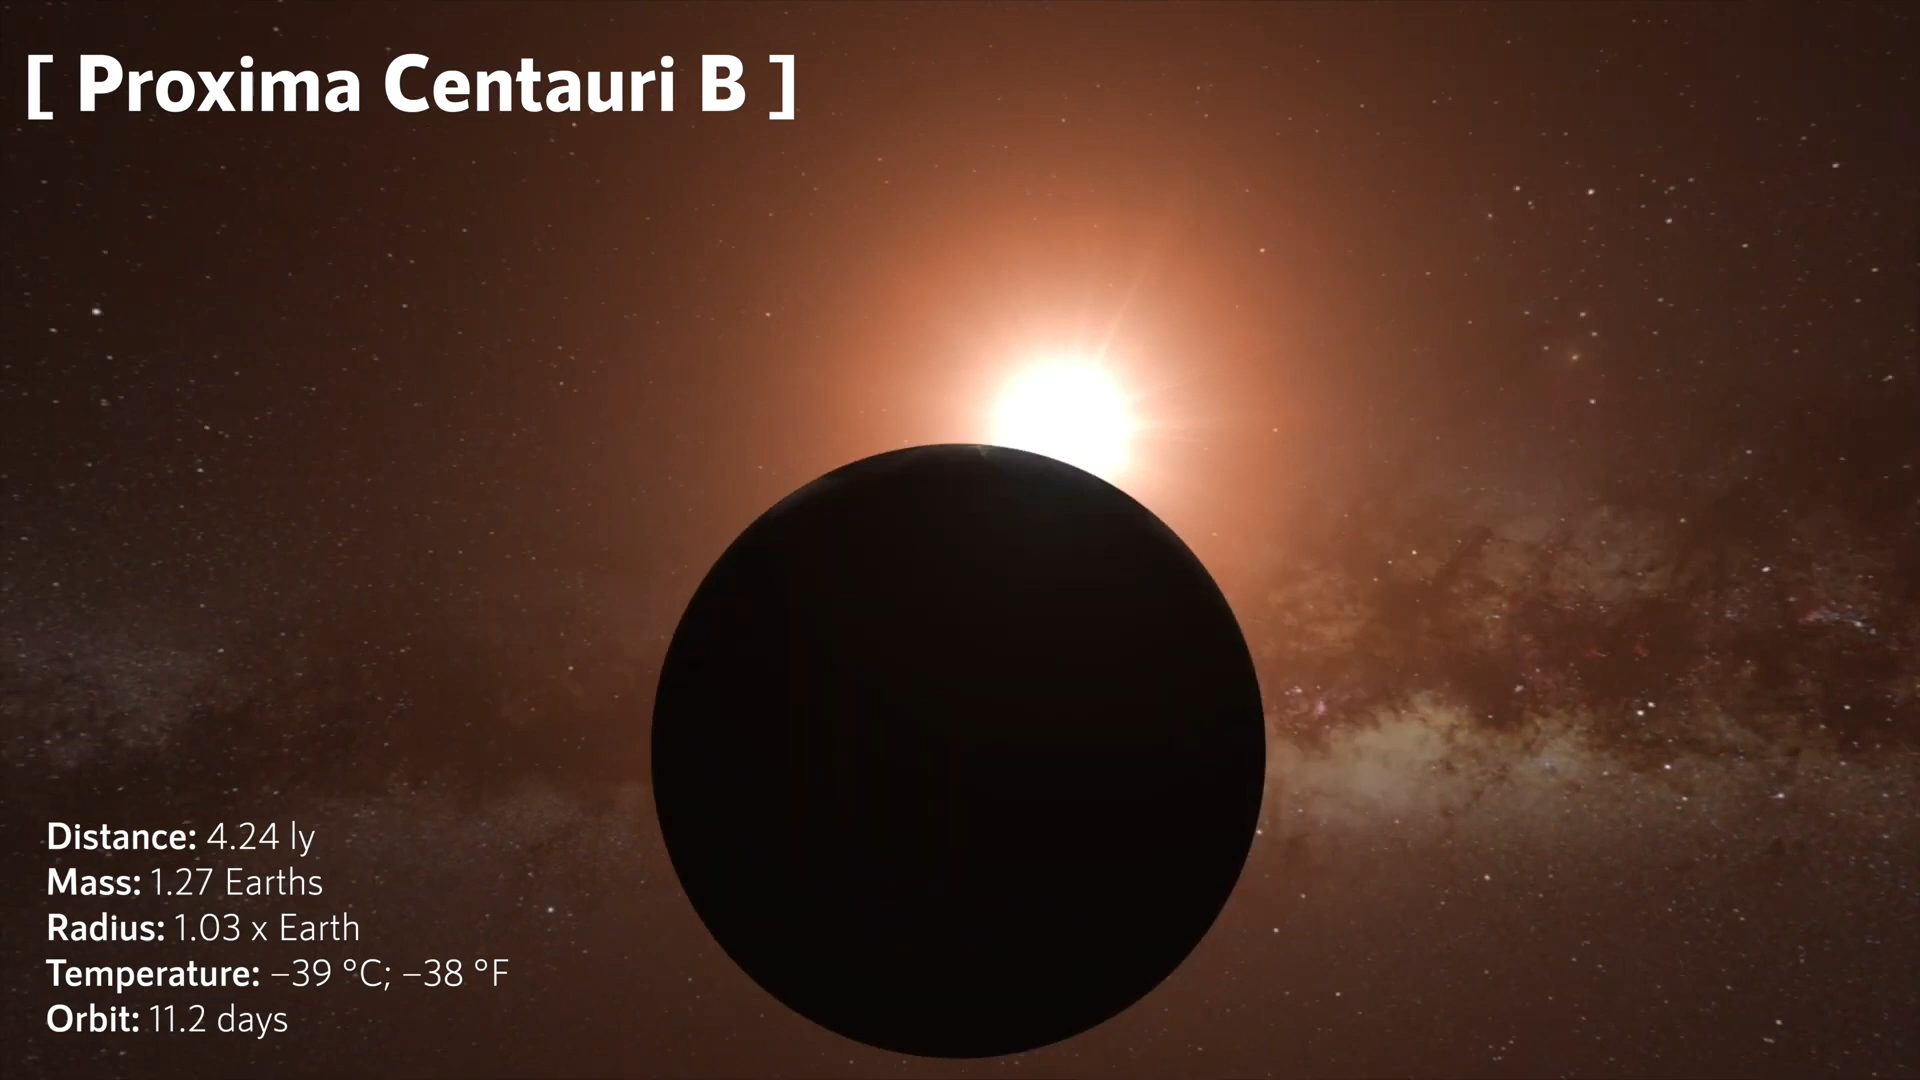 [ Proxima Centauri B ]
Distance: 4.24 ly
Mass: 1.27 Earths
Radius: 1.03 x Earth
Temperature: –39 °C; –38 °F
Orbit: 11.2 days